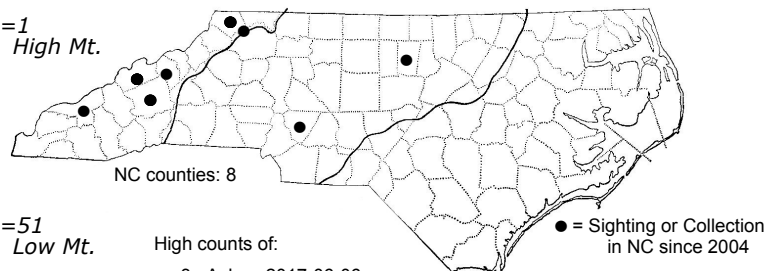 =1
High Mt.
NC counties: 8
=51
Low Mt.
High counts of:
● = Sighting or Collection
in NC since 2004